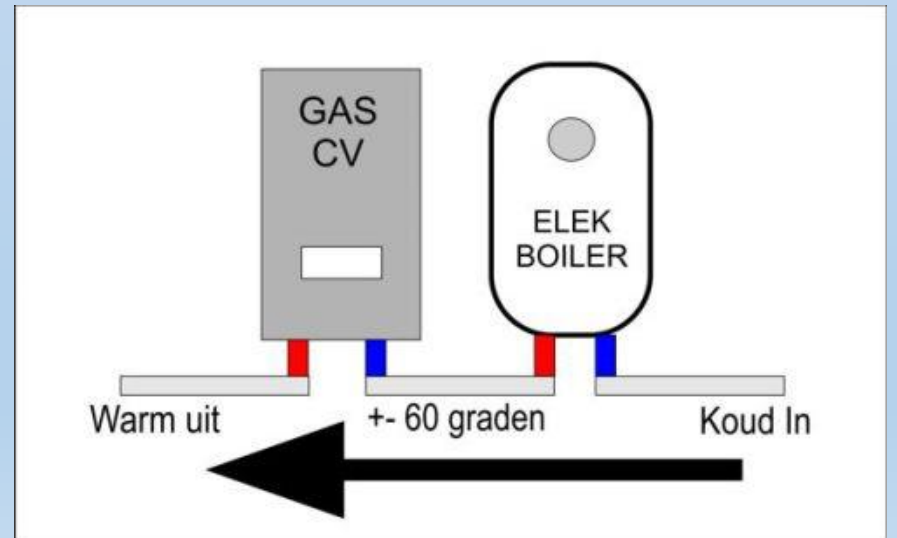 GAS
CV
ELEK
BOILER
Warm uit
+- 60 graden
Koud In